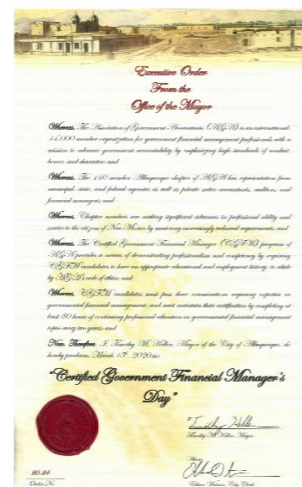 Executive Order
From the
Office of the Mayor
Whereas, The Association of Government Accountants (AGA) is an international
14,000 member organization for government financial management professionals with a
mission to advance government accountability by emphasizing high standards of conduct,
honor, and character; and
Whereas, The 140 member Albuquerque chapter of AGA has representation from
municipal, state, and federal agencies as well as private sector accountants, auditors, and
financial managers; and
Whereas, Chapter members are making significant advances in professional ability and
service to the citizens of New Mexico by mastering increasingly technical requirements, and
Whereas, The Certified Government Financial Manager (CGFM) program of
AGA provides a means of demonstrating professionalism and competency by requiring
CGFM candidates to have an appropriate educational and employment history, to abide
by AGA's code of ethics; and
Whereas, CGFM candidates must pass three examinations requiring expertise in
governmental financial management, and must maintain their certification by completing at
least 80 hours of continuing professional education in governmental financial management
topics every two years; and
Now, Therefore, I, Timothy M. Keller, Mayor of the City of Albuquerque, do
hereby proclaim, March 2020 as:
"Certified Government Financial Manager's
Day"
Timothy M. Keller, Mayor
20-21
Order No.
City Clerk